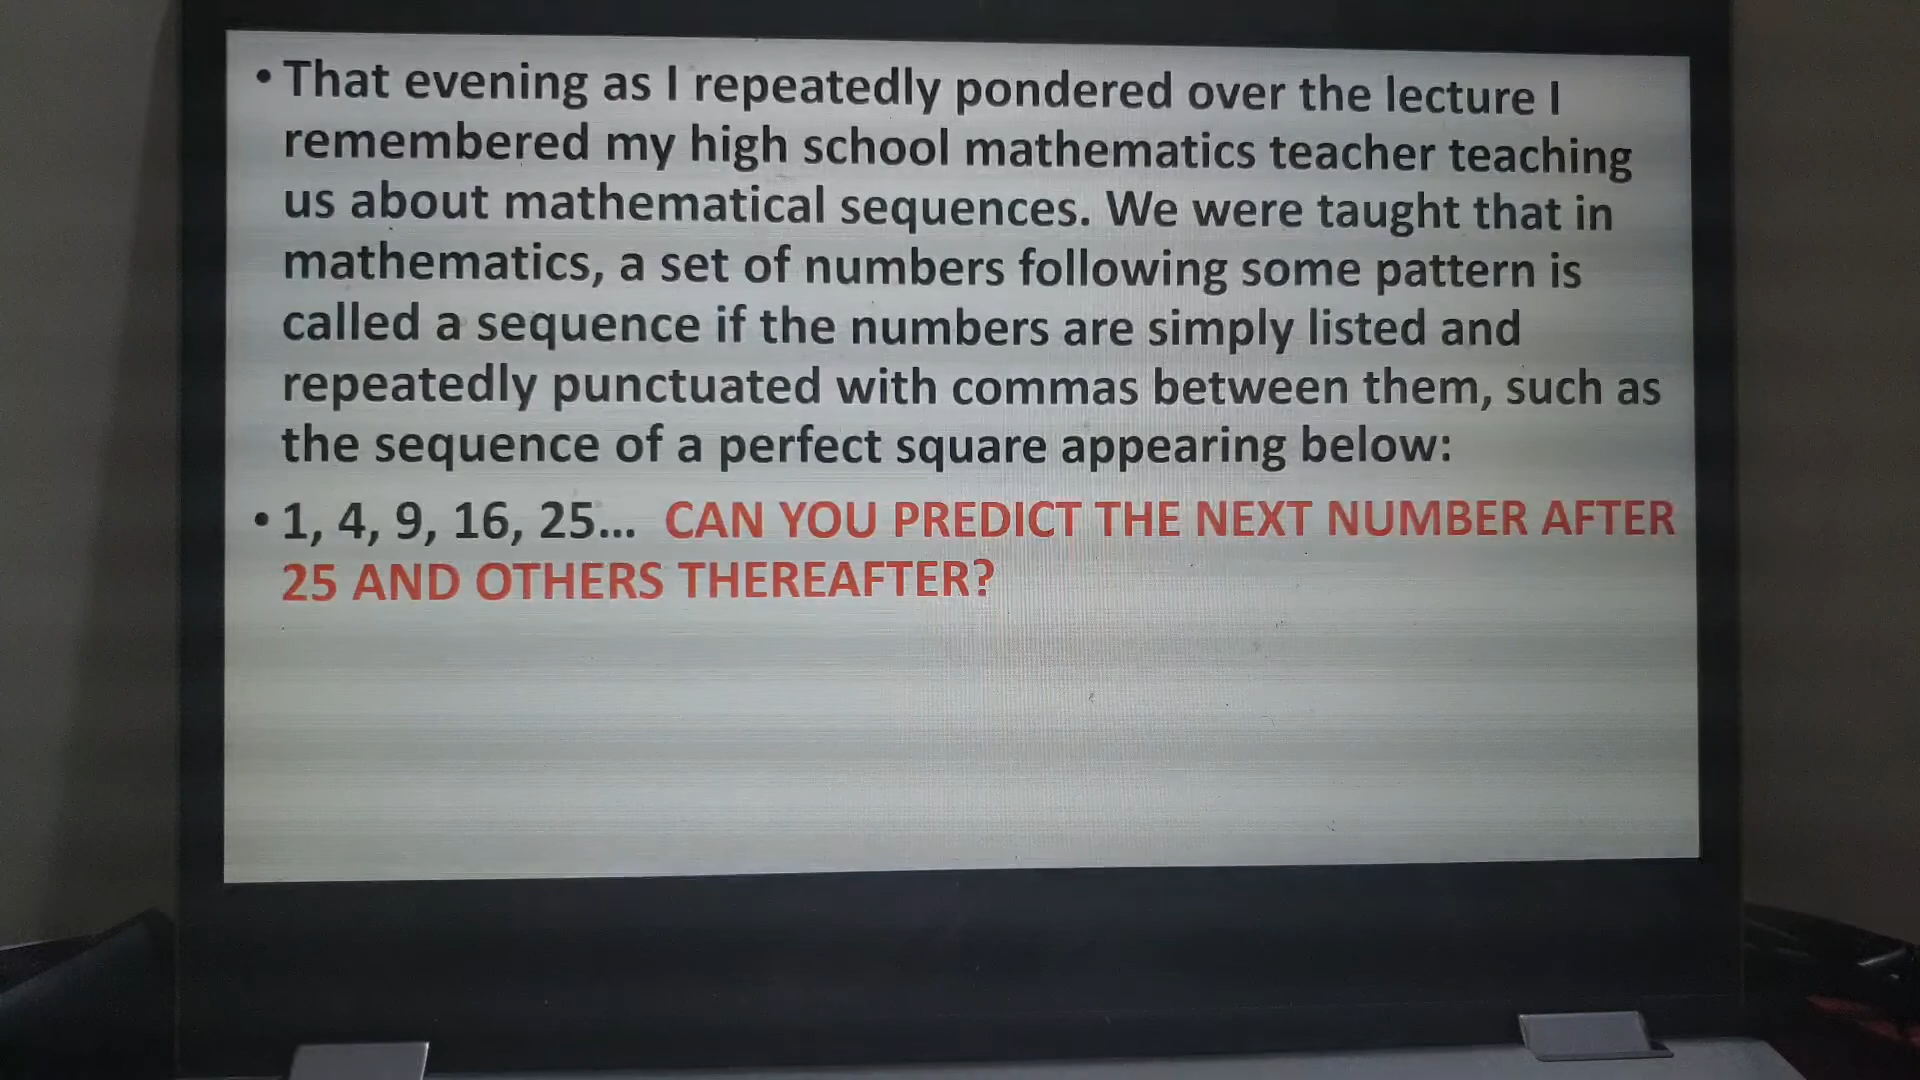 • That evening as I repeatedly pondered over the lecture I
remembered my high school mathematics teacher teaching
us about mathematical sequences. We were taught that in
mathematics, a set of numbers following some pattern is
called a sequence if the numbers are simply listed and
repeatedly punctuated with commas between them, such as
the sequence of a perfect square appearing below:
• 1, 4, 9, 16, 25... CAN YOU PREDICT THE NEXT NUMBER AFTER
25 AND OTHERS THEREAFTER?